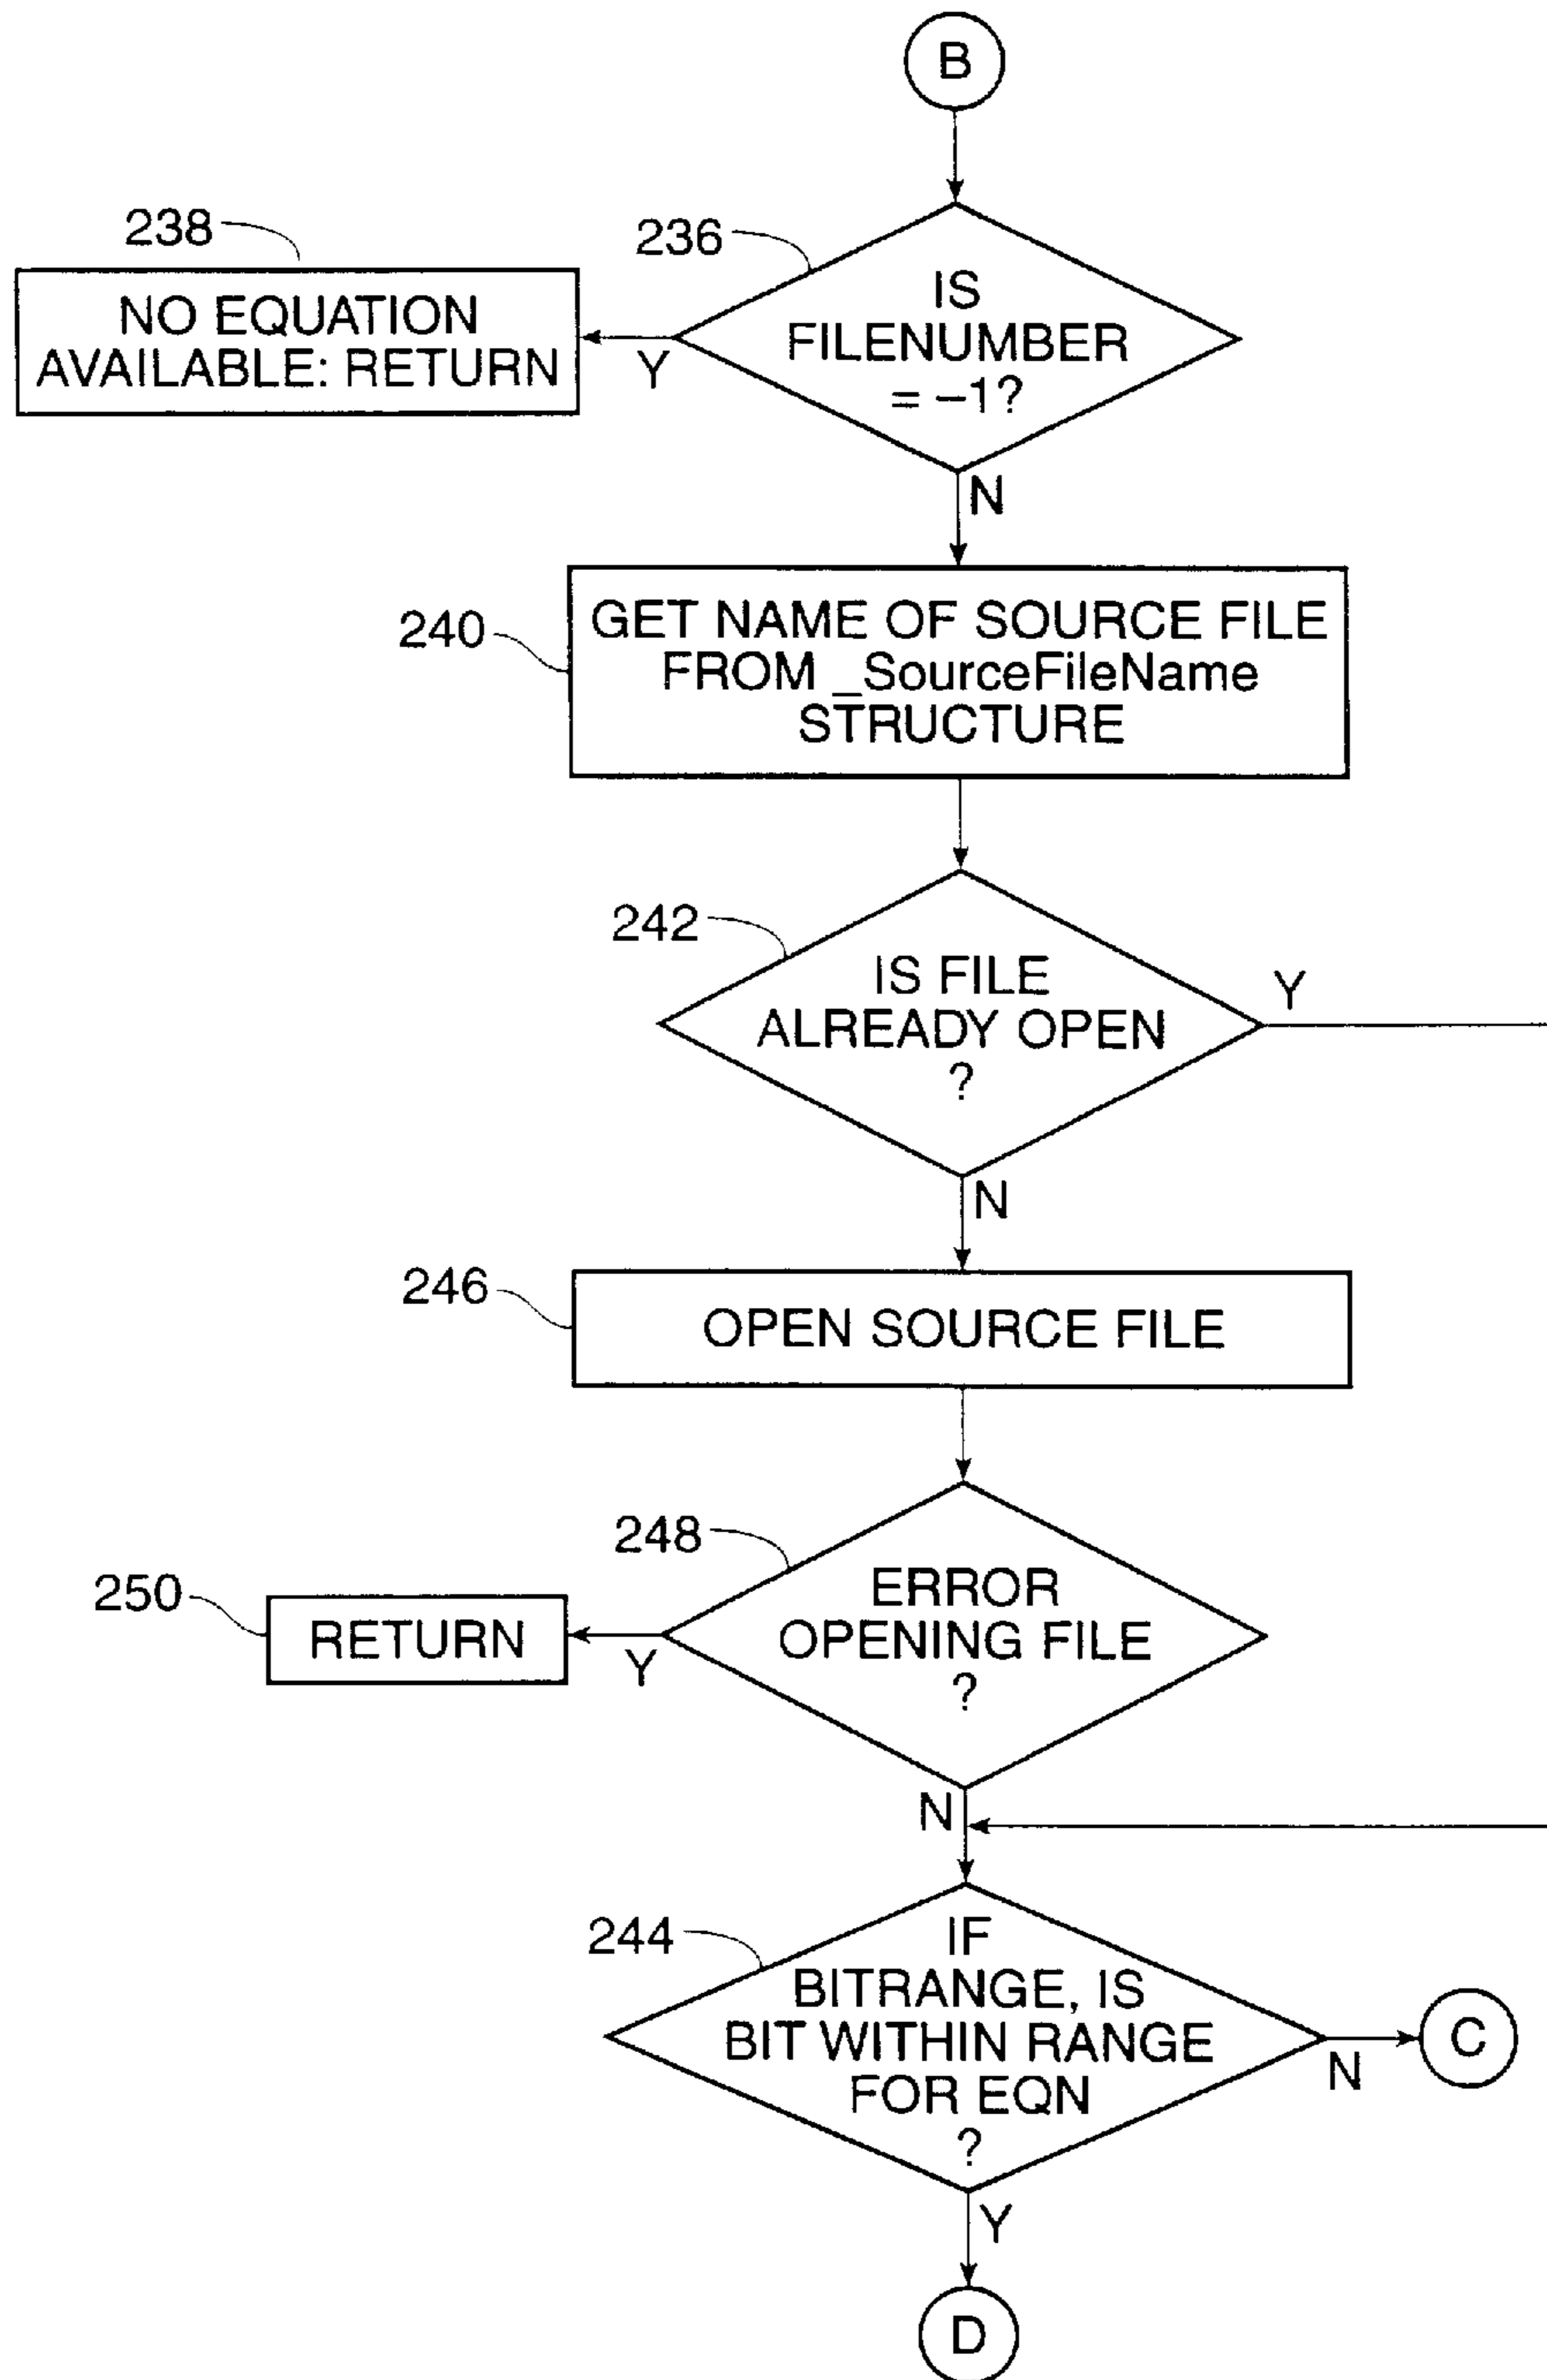 B
238
236
NO EQUATION
AVAILABLE: RETURN
Y
IS
FILENUMBER
= –1?
N
240
GET NAME OF SOURCE FILE
FROM _SourceFileName
STRUCTURE
242
IS FILE
ALREADY OPEN
?
Y
N
246
OPEN SOURCE FILE
248
ERROR
OPENING FILE
?
250
RETURN
Y
N
244
IF
BITRANGE, IS
BIT WITHIN RANGE
FOR EQN
?
N
C
Y
D